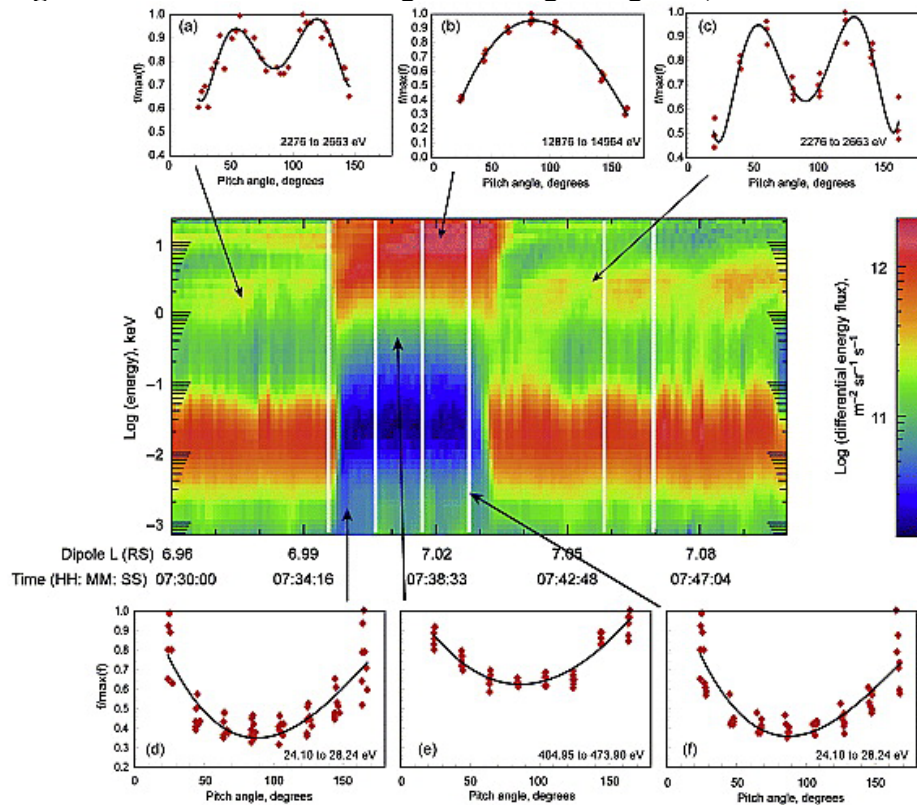 (a)
(b)
(c)
f/max(f)
1.0
0.9
0.8
0.7
0.6
0.5
0.4
2276 to 2663 eV
0 50 100 150
Pitch angle, degrees
f/max(f)
1.0
0.9
0.8
0.7
0.6
0.5
0.4
0.3
0.2
0.1
0.0
12876 to 14964 eV
0 50 100 150
Pitch angle, degrees
f/max(f)
1.0
0.9
0.8
0.7
0.6
0.5
0.4
2276 to 2663 eV
0 50 100 150
Pitch angle, degrees
Log (energy), keV
1
0
−1
−2
−3
12
11
Log (differential energy flux),
m−2 sr−1 s−1
Dipole L (RS) 6.96 6.99 7.02 7.05 7.08
Time (HH: MM: SS) 07:30:00 07:34:16 07:38:33 07:42:48 07:47:04
f/max(f)
1.0
0.9
0.8
0.7
0.6
0.5
0.4
0.3
0.2
(d)
24.10 to 28.24 eV
0 50 100 150
Pitch angle, degrees
(e)
404.95 to 473.90 eV
0 50 100 150
Pitch angle, degrees
(f)
24.10 to 28.24 eV
0 50 100 150
Pitch angle, degrees